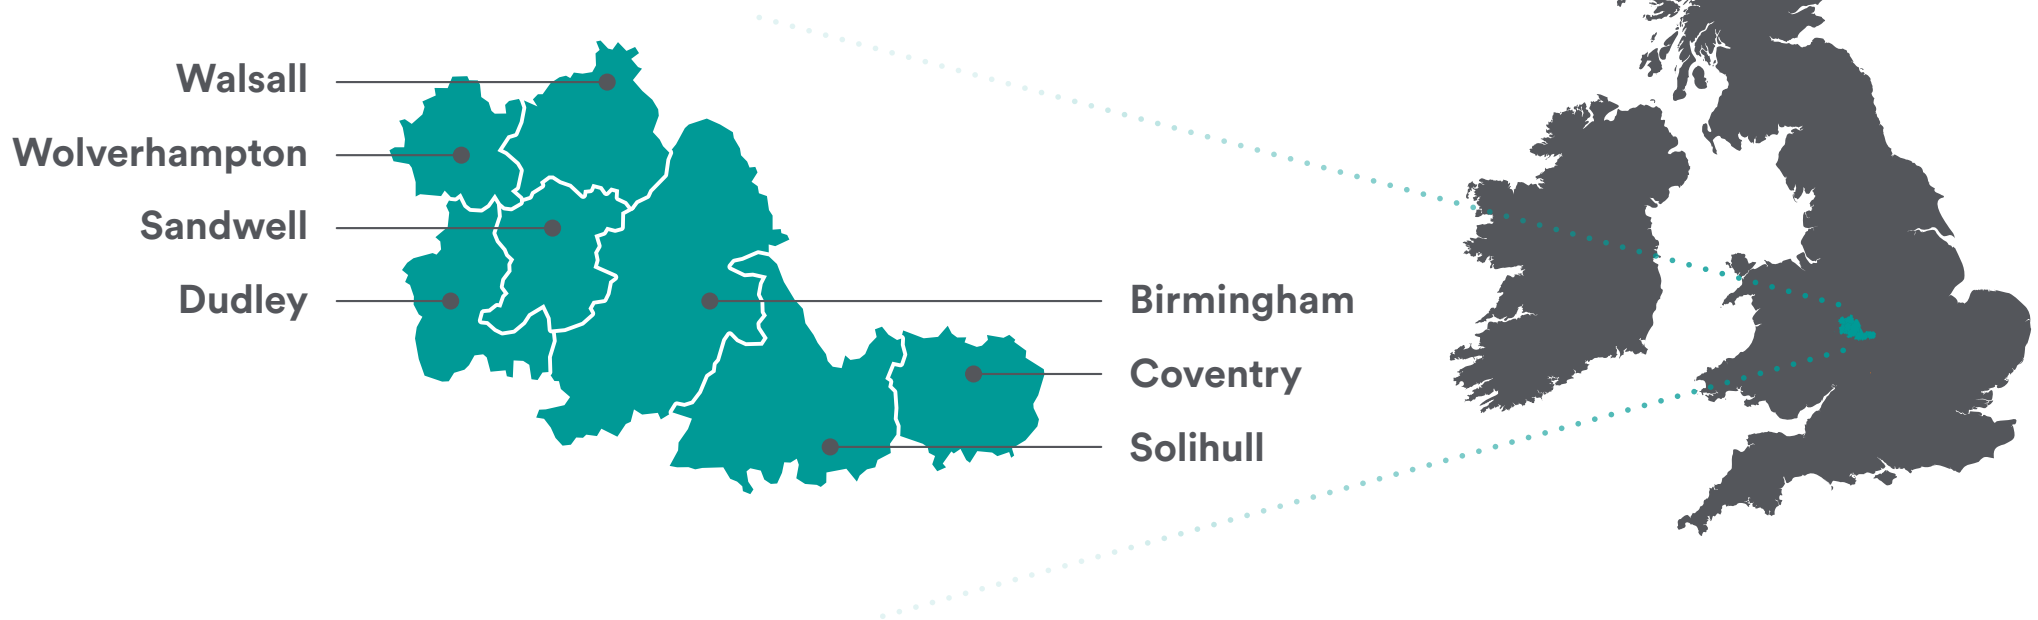 Walsall
Wolverhampton
Sandwell
Dudley
Birmingham
Coventry
Solihull